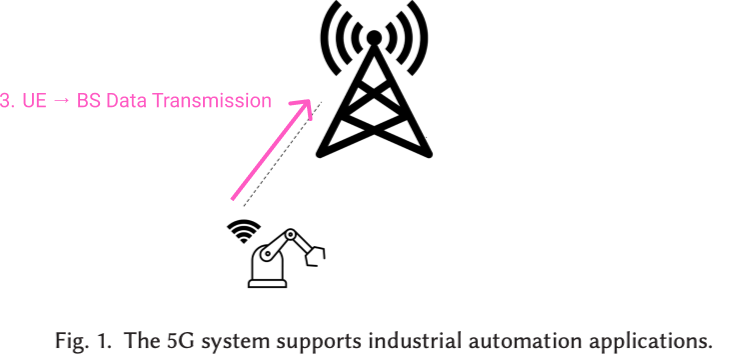 3. UE → BS Data Transmission
Fig. 1. The 5G system supports industrial automation applications.